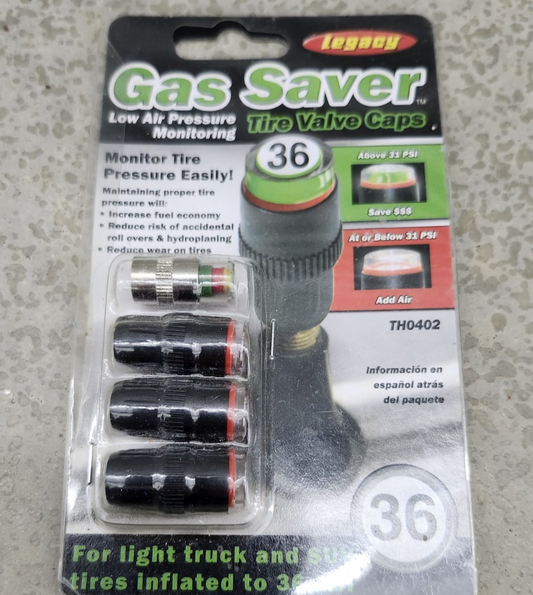 Legacy
Gas Saver™
Low Air Pressure
Monitoring
Tire Valve Caps
Monitor Tire
Pressure Easily!
Maintaining proper tire
pressure will:
• Increase fuel economy
• Reduce risk of accidental
roll overs & hydroplaning
• Reduce wear on tires
36
Above 31 PSI
Save $$$
At or Below 31 PSI
Add Air
TH0402
Información en
español atrás
del paquete
36
For light truck and
tires inflated to 36